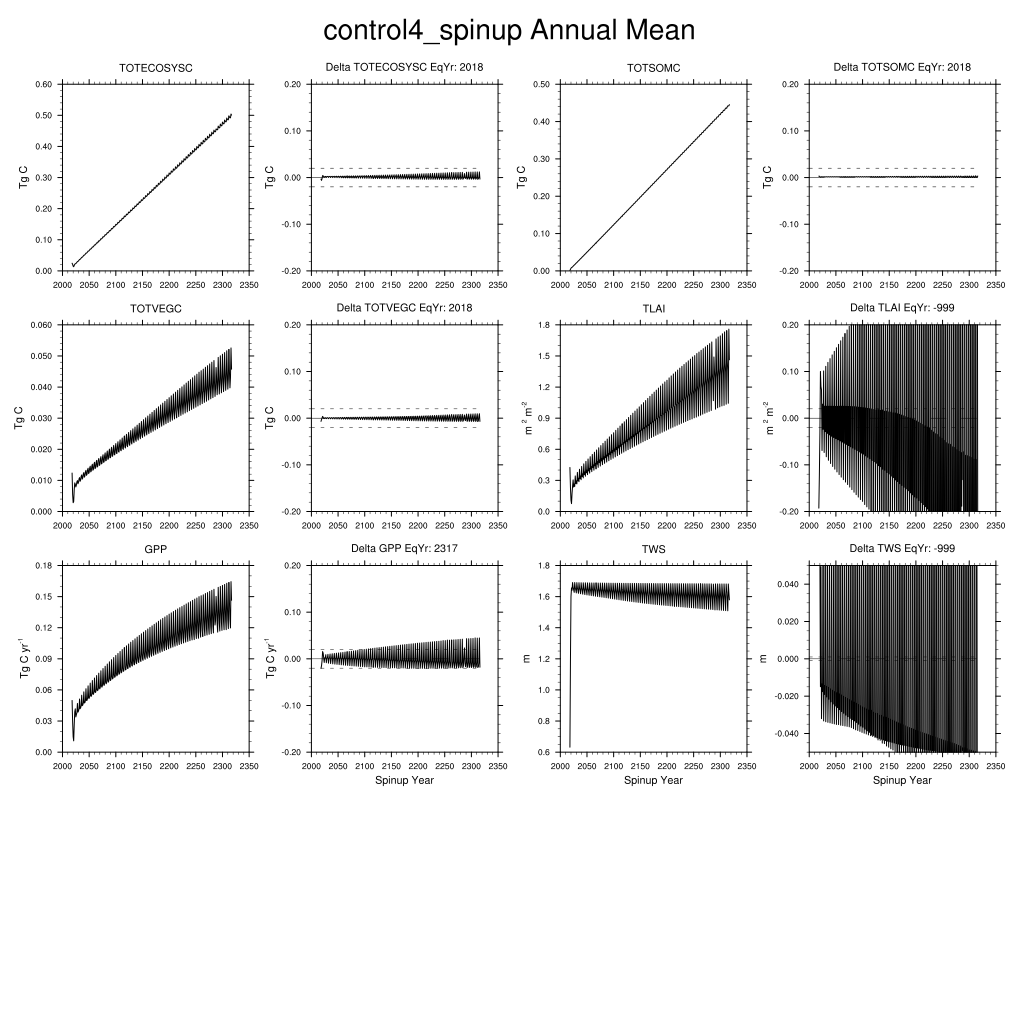 control4_spinup Annual Mean
TOTECOSYSC
Delta TOTECOSYSC EqYr: 2018
TOTSOMC
Delta TOTSOMC EqYr: 2018
0.60
0.50
0.40
0.30
0.20
0.10
0.00
Tg C
2000 2050 2100 2150 2200 2250 2300 2350
0.20
0.10
0.00
-0.10
-0.20
Tg C
2000 2050 2100 2150 2200 2250 2300 2350
0.50
0.40
0.30
0.20
0.10
0.00
Tg C
2000 2050 2100 2150 2200 2250 2300 2350
0.20
0.10
0.00
-0.10
-0.20
Tg C
2000 2050 2100 2150 2200 2250 2300 2350
TOTVEGC
Delta TOTVEGC EqYr: 2018
TLAI
Delta TLAI EqYr: -999
0.060
0.050
0.040
0.030
0.020
0.010
0.000
Tg C
2000 2050 2100 2150 2200 2250 2300 2350
0.20
0.10
0.00
-0.10
-0.20
Tg C
2000 2050 2100 2150 2200 2250 2300 2350
1.8
1.5
1.2
0.9
0.6
0.3
0.0
m² m⁻²
2000 2050 2100 2150 2200 2250 2300 2350
0.20
0.10
0.00
-0.10
-0.20
m² m⁻²
2000 2050 2100 2150 2200 2250 2300 2350
GPP
Delta GPP EqYr: 2317
TWS
Delta TWS EqYr: -999
0.18
0.15
0.12
0.09
0.06
0.03
0.00
Tg C yr⁻¹
2000 2050 2100 2150 2200 2250 2300 2350
Spinup Year
0.20
0.10
0.00
-0.10
-0.20
Tg C yr⁻¹
2000 2050 2100 2150 2200 2250 2300 2350
Spinup Year
1.8
1.6
1.4
1.2
1.0
0.8
0.6
m
2000 2050 2100 2150 2200 2250 2300 2350
Spinup Year
0.040
0.020
0.000
-0.020
-0.040
m
2000 2050 2100 2150 2200 2250 2300 2350
Spinup Year